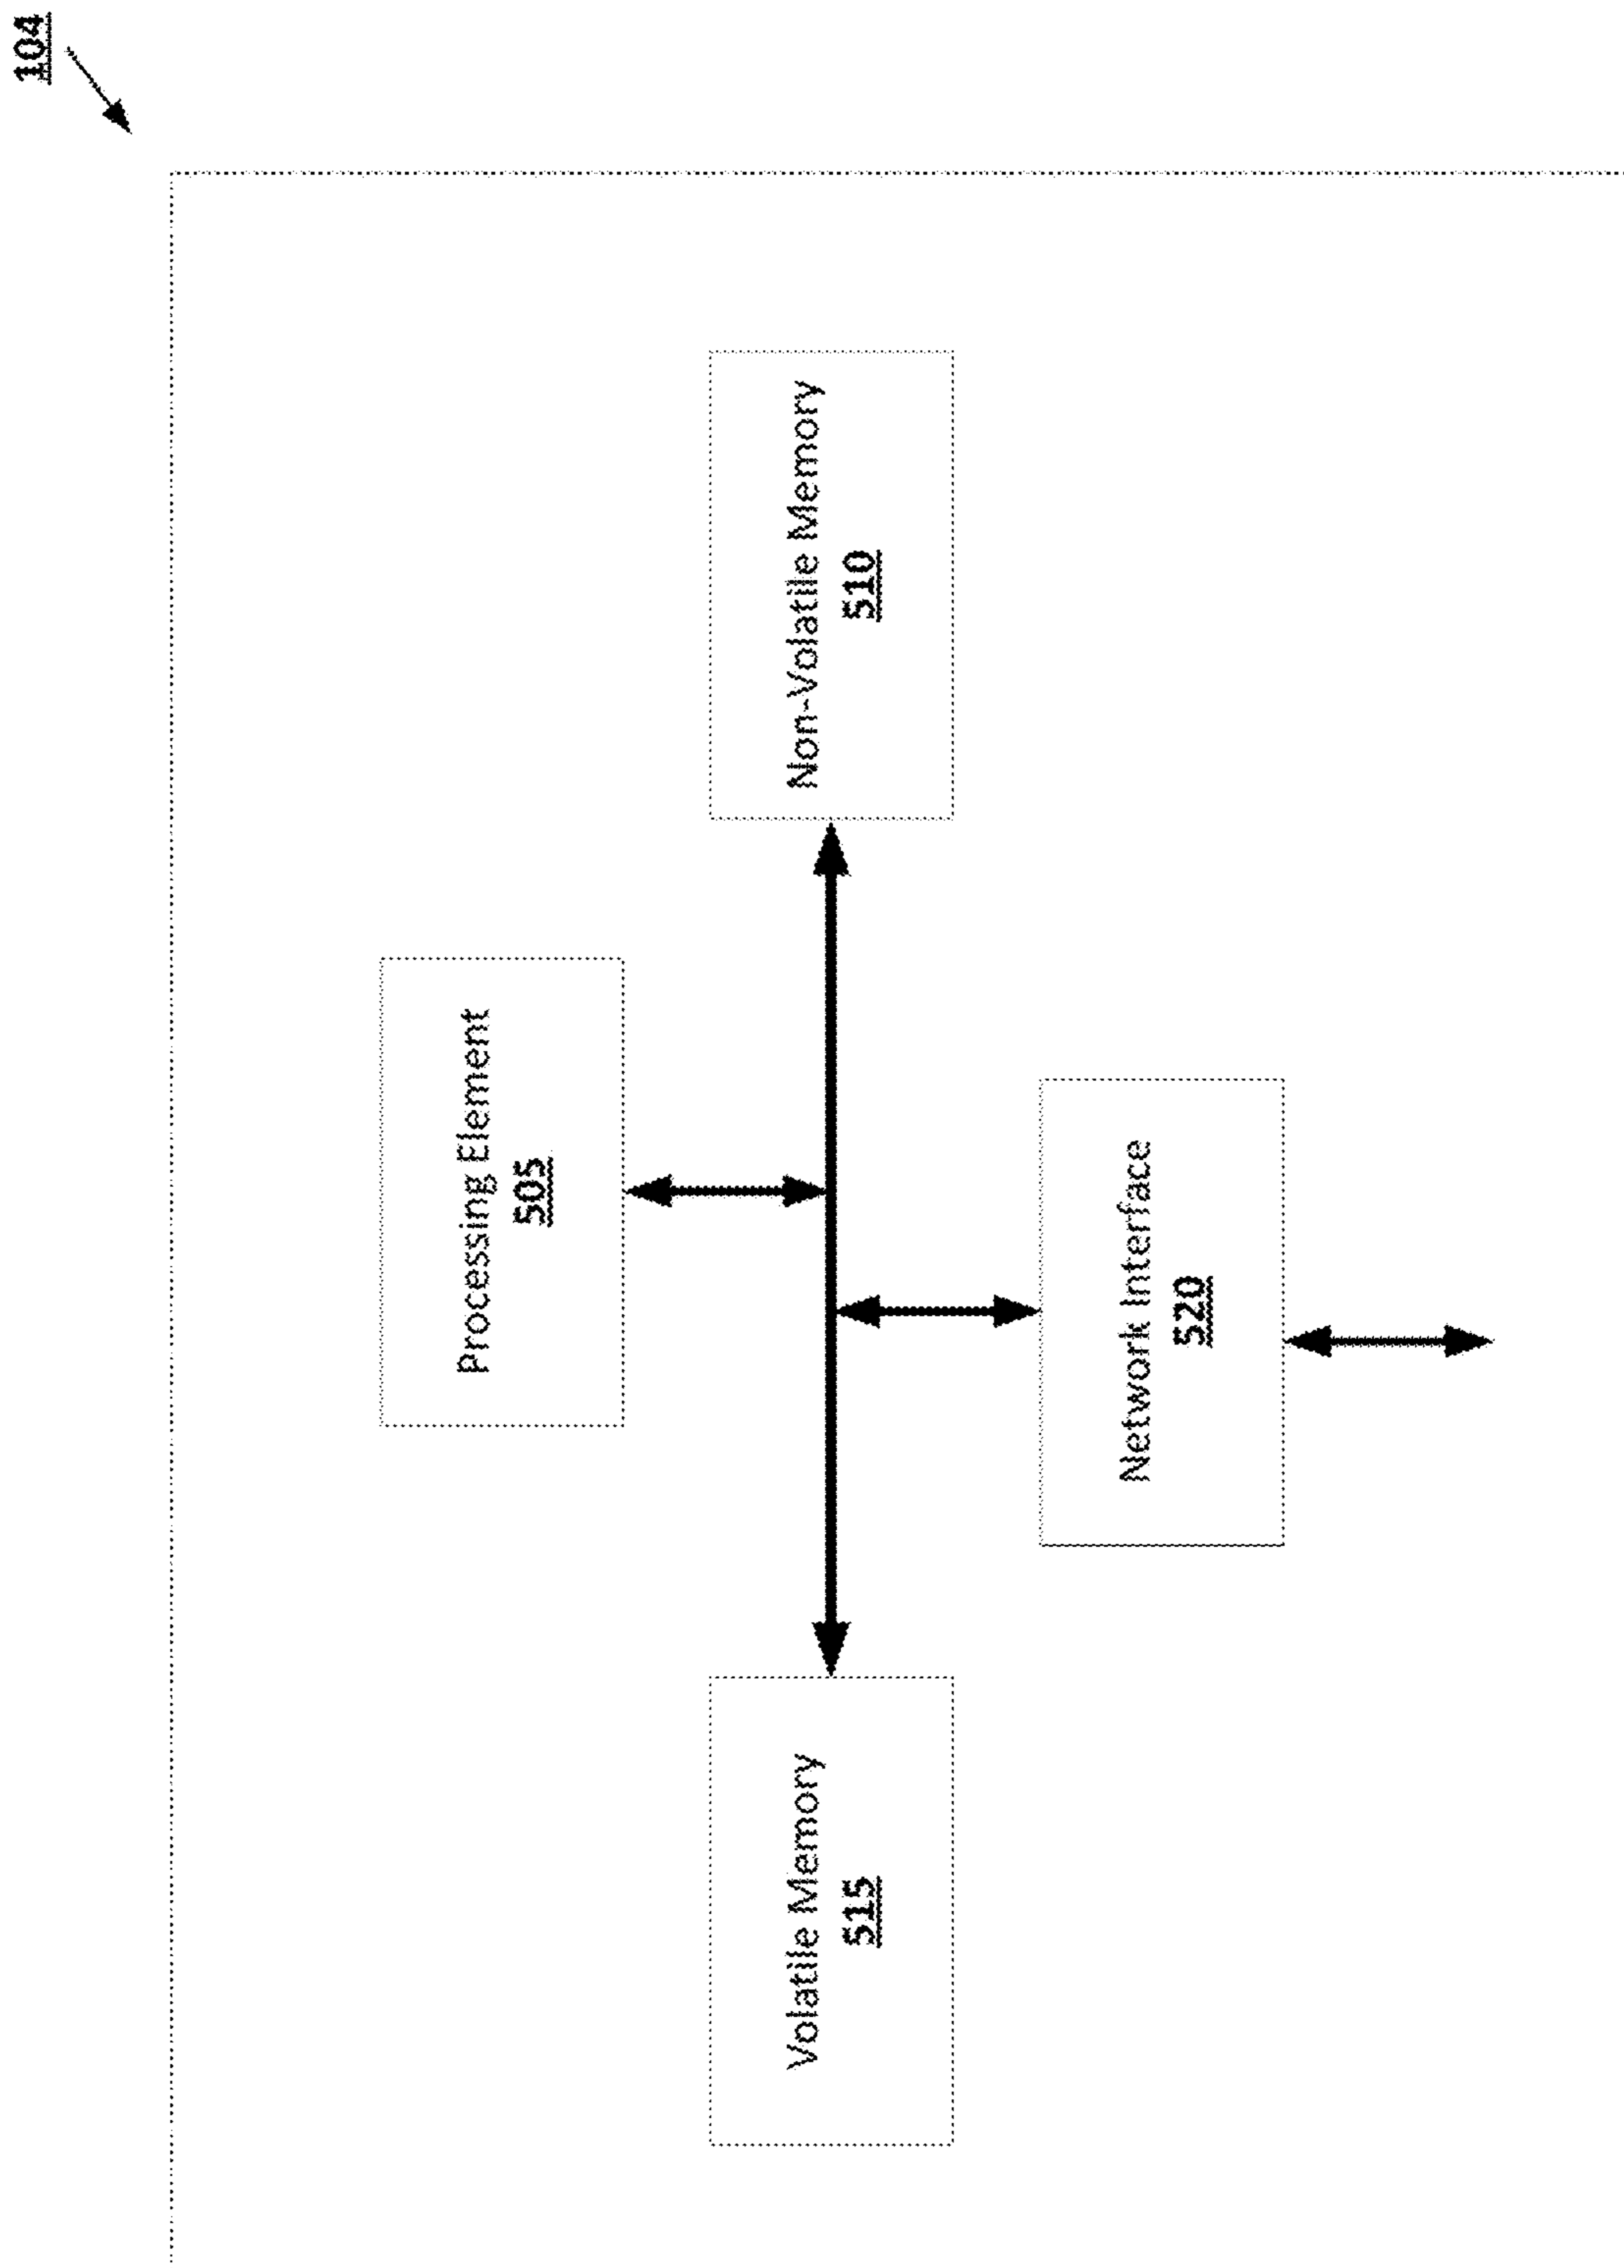 104
Processing Element
505
Volatile Memory
515
Non-Volatile Memory
510
Network Interface
520